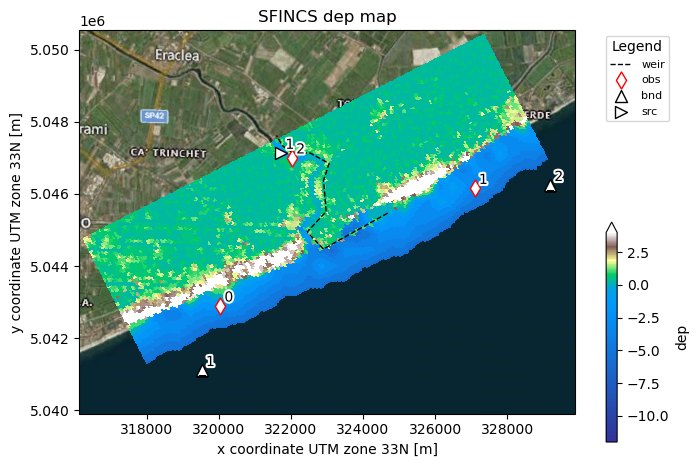 SFINCS dep map
1e6
5.050
5.048
5.046
5.044
5.042
5.040
y coordinate UTM zone 33N [m]
Eraclea
SP42
rami
CA' TRINCHET
ERDE
O
A.
1
2
1
2
0
1
318000
320000
322000
324000
326000
328000
x coordinate UTM zone 33N [m]
Legend
weir
obs
bnd
src
2.5
0.0
−2.5
−5.0
−7.5
−10.0
dep